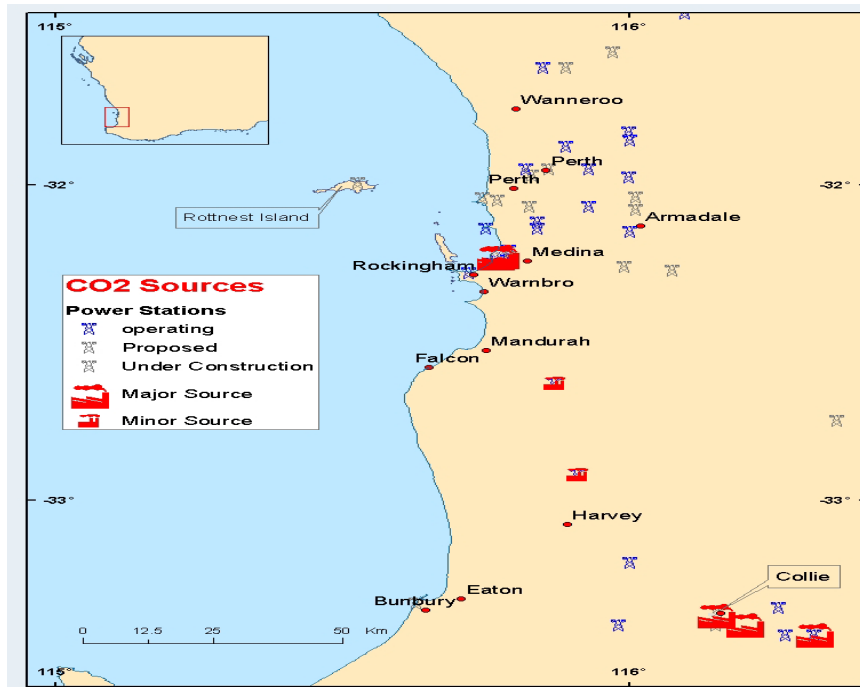 115°
116°
Wanneroo
Perth
Perth
-32°
-32°
Rottnest Island
Armadale
Medina
Rockingham
Warnbro
CO2 Sources
Power Stations
operating
Proposed
Under Construction
Major Source
Minor Source
Mandurah
Falcon
-33°
-33°
Harvey
Collie
Eaton
Bunbury
0 12.5 25 50 Km
115°
116°